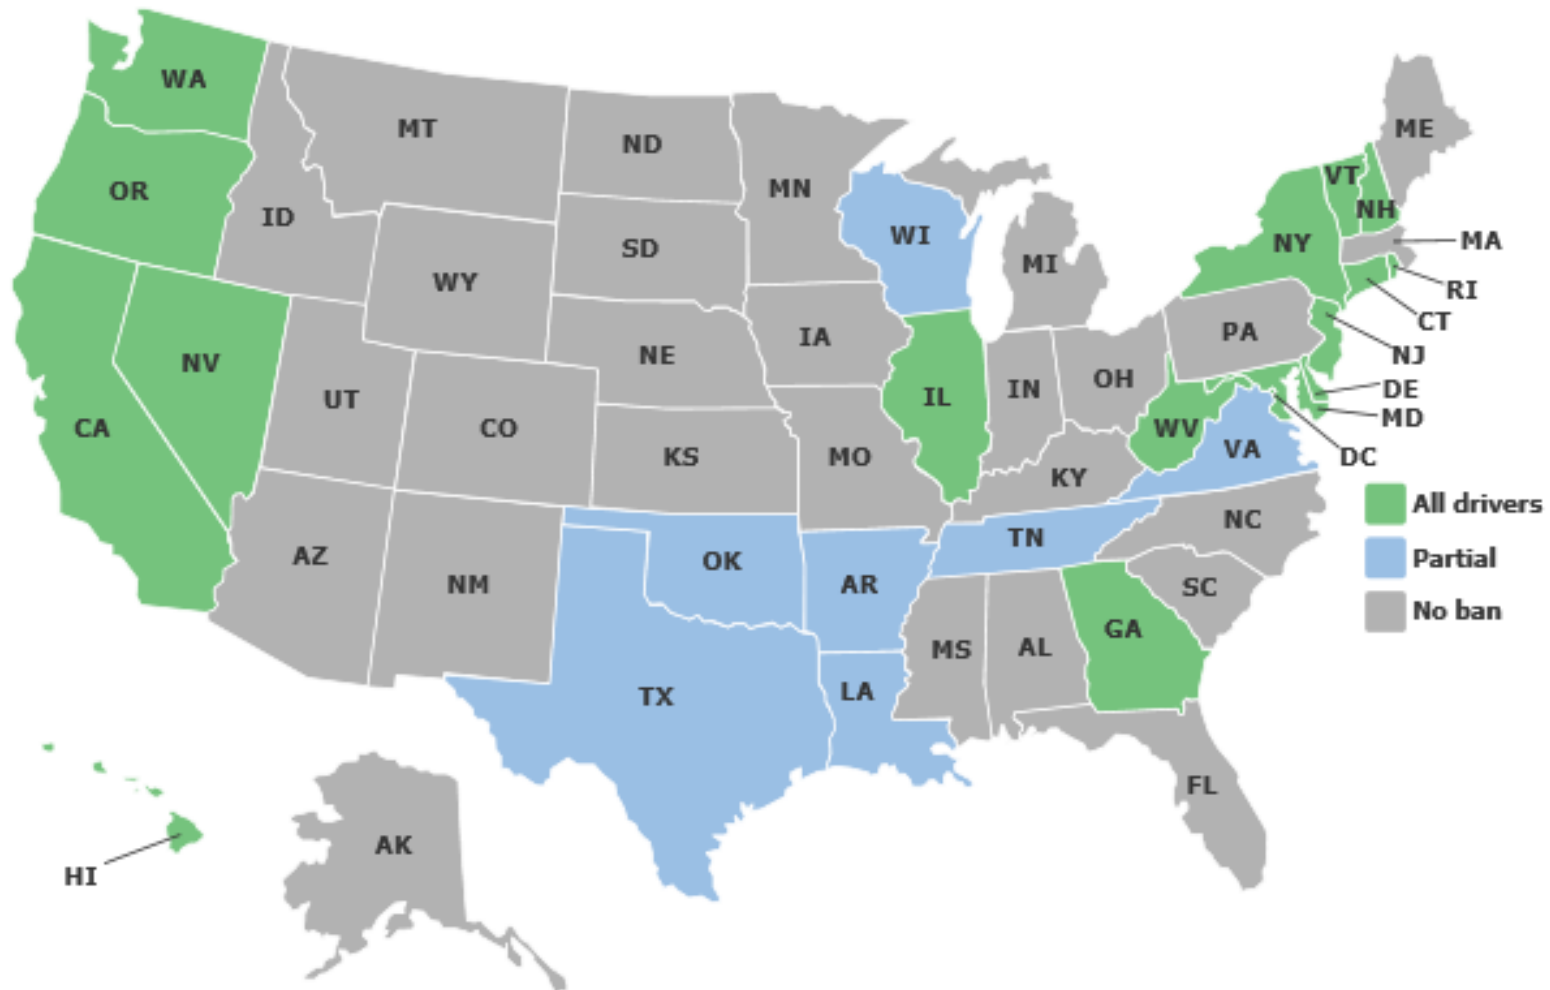 WA
MT
ND
ME
OR
ID
MN
VT
NH
WI
NY
MA
SD
MI
WY
RI
CT
IA
PA
NE
NJ
NV
UT
IL
IN
OH
DE
MD
CA
CO
WV
VA
DC
KS
MO
KY
All drivers
NC
TN
Partial
AZ
NM
OK
AR
SC
No ban
GA
MS
AL
TX
LA
FL
AK
HI